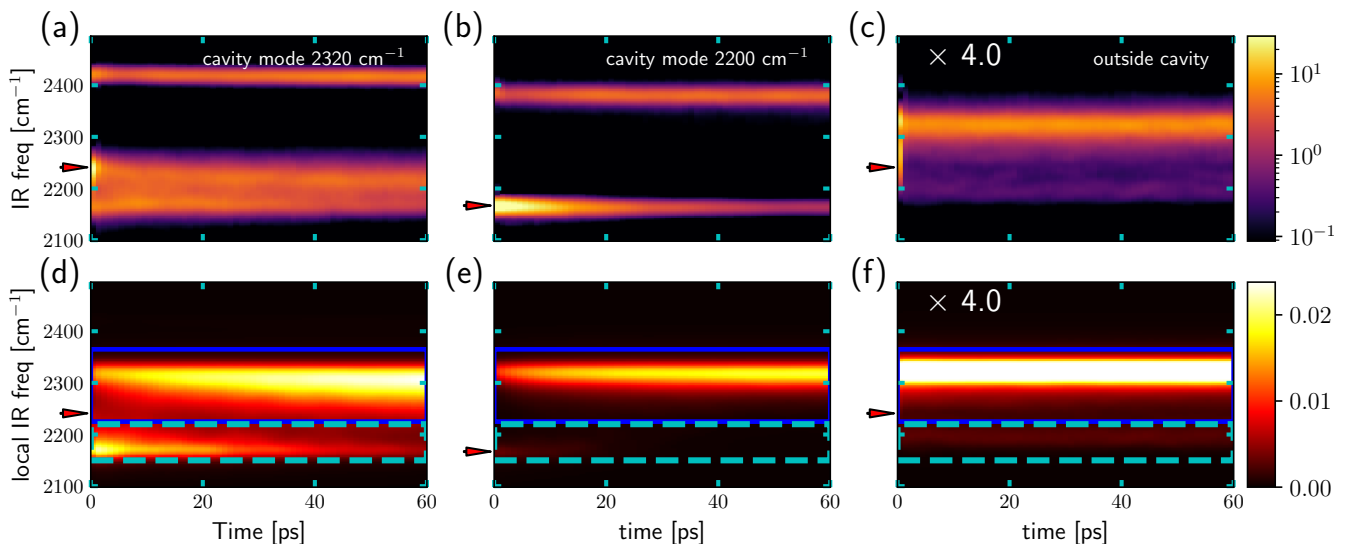 (a)
(b)
(c)
cavity mode 2320 cm⁻¹
cavity mode 2200 cm⁻¹
× 4.0
outside cavity
IR freq [cm⁻¹]
2400
2300
2200
2100
10¹
10⁰
10⁻¹
(d)
(e)
(f)
× 4.0
local IR freq [cm⁻¹]
2400
2300
2200
2100
0.02
0.01
0.00
0 20 40 60
0 20 40 60
0 20 40 60
Time [ps]
time [ps]
time [ps]